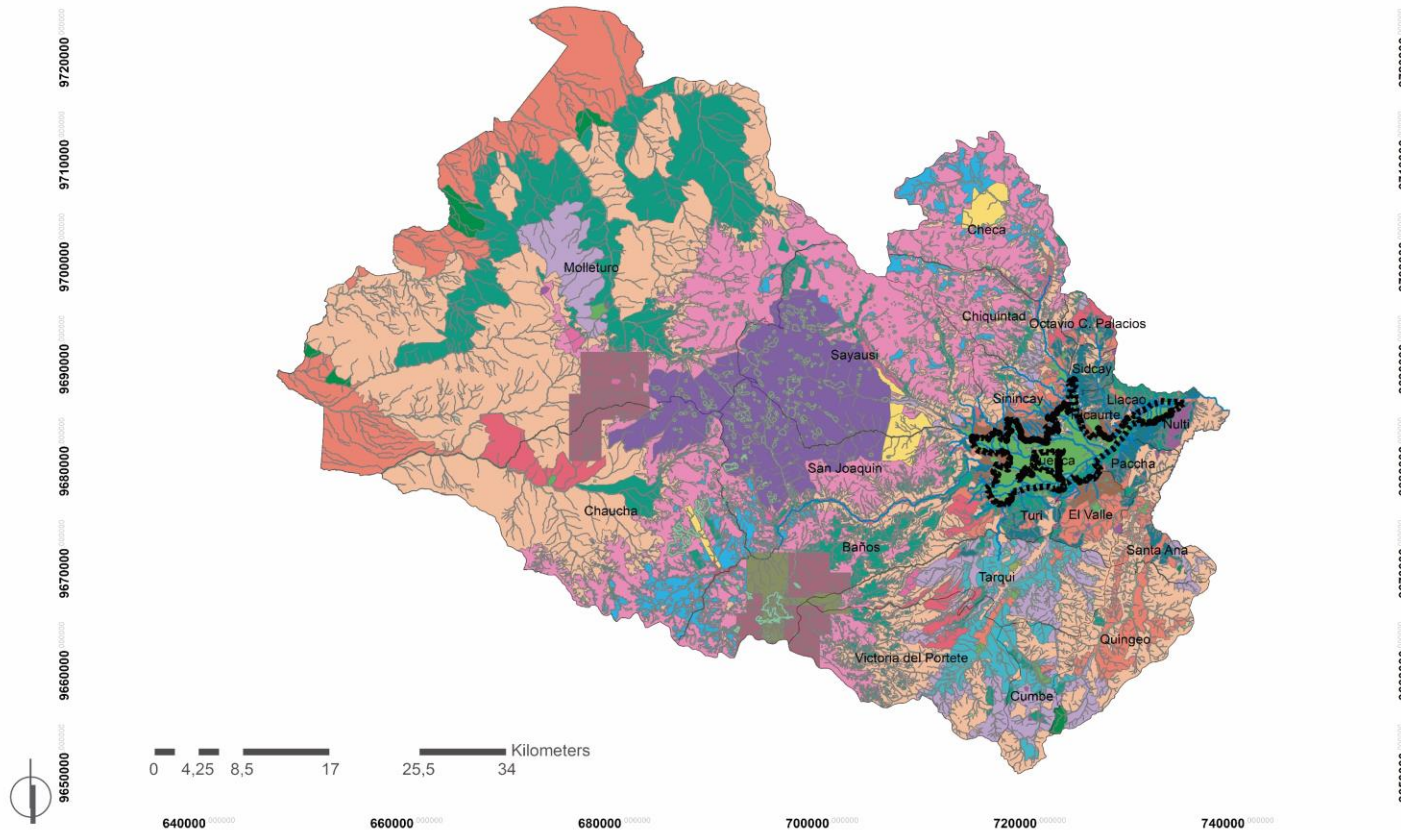 9720000
9710000
9700000
9690000
9680000
9670000
9660000
9650000
Checa
Molleturo
Chiquintad
Octavio C. Palacios
Sayausi
Sidcay
Sinincay
Llacao
Nulti
San Joaquin
Paccha
Chaucha
Turi
El Valle
Baños
Santa Ana
Tarqui
Quingeo
Victoria del Portete
Cumbe
Kilometers
0 4,25 8,5 17 25,5 34
640000 660000 680000 700000 720000 740000